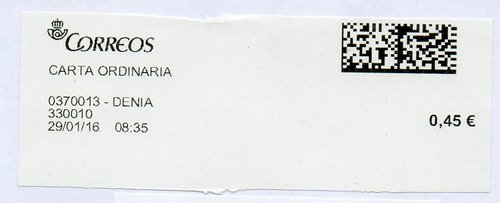 CORREOS
CARTA ORDINARIA
0370013 - DENIA
330010
29/01/16 08:35
0,45 €